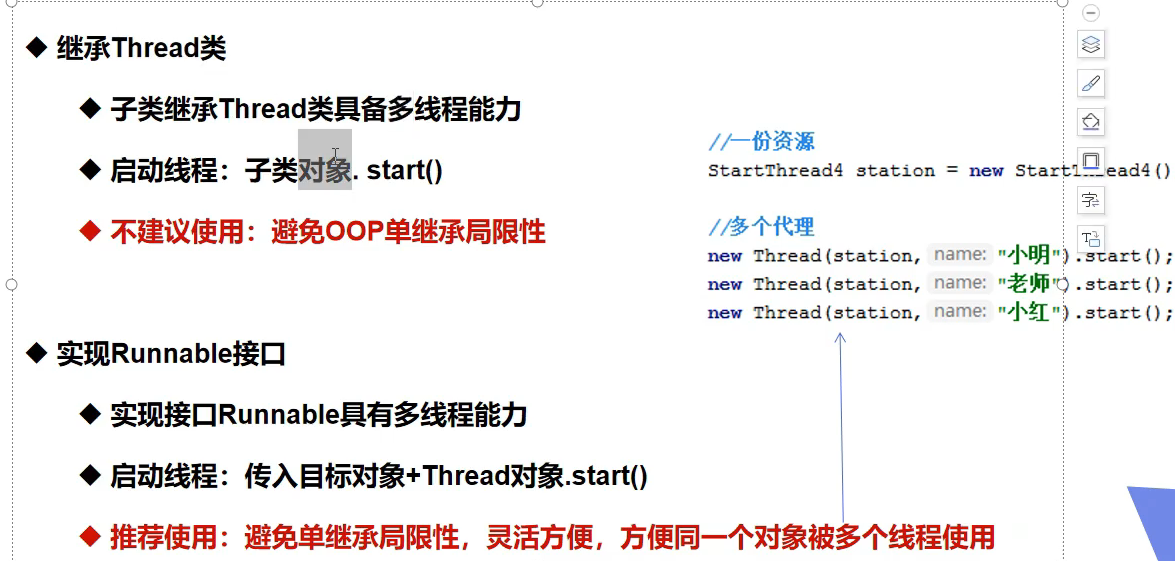 ◆ 继承Thread类
◆ 子类继承Thread类具备多线程能力
◆ 启动线程：子类对象. start()
◆ 不建议使用：避免OOP单继承局限性
//一份资源
StartThread4 station = new StartThread4()
//多个代理
new Thread(station, name: "小明").start();
new Thread(station, name: "老师").start();
new Thread(station, name: "小红").start();
◆ 实现Runnable接口
◆ 实现接口Runnable具有多线程能力
◆ 启动线程：传入目标对象+Thread对象.start()
◆ 推荐使用：避免单继承局限性，灵活方便，方便同一个对象被多个线程使用